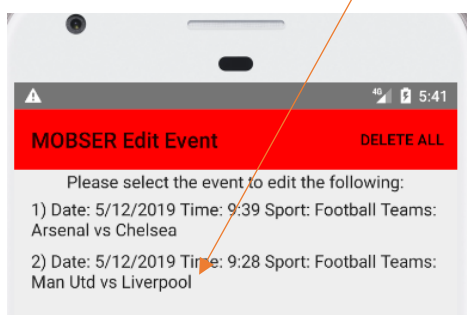 4G 5:41
MOBSER Edit Event DELETE ALL
Please select the event to edit the following:
1) Date: 5/12/2019 Time: 9:39 Sport: Football Teams:
Arsenal vs Chelsea
2) Date: 5/12/2019 Time: 9:28 Sport: Football Teams:
Man Utd vs Liverpool